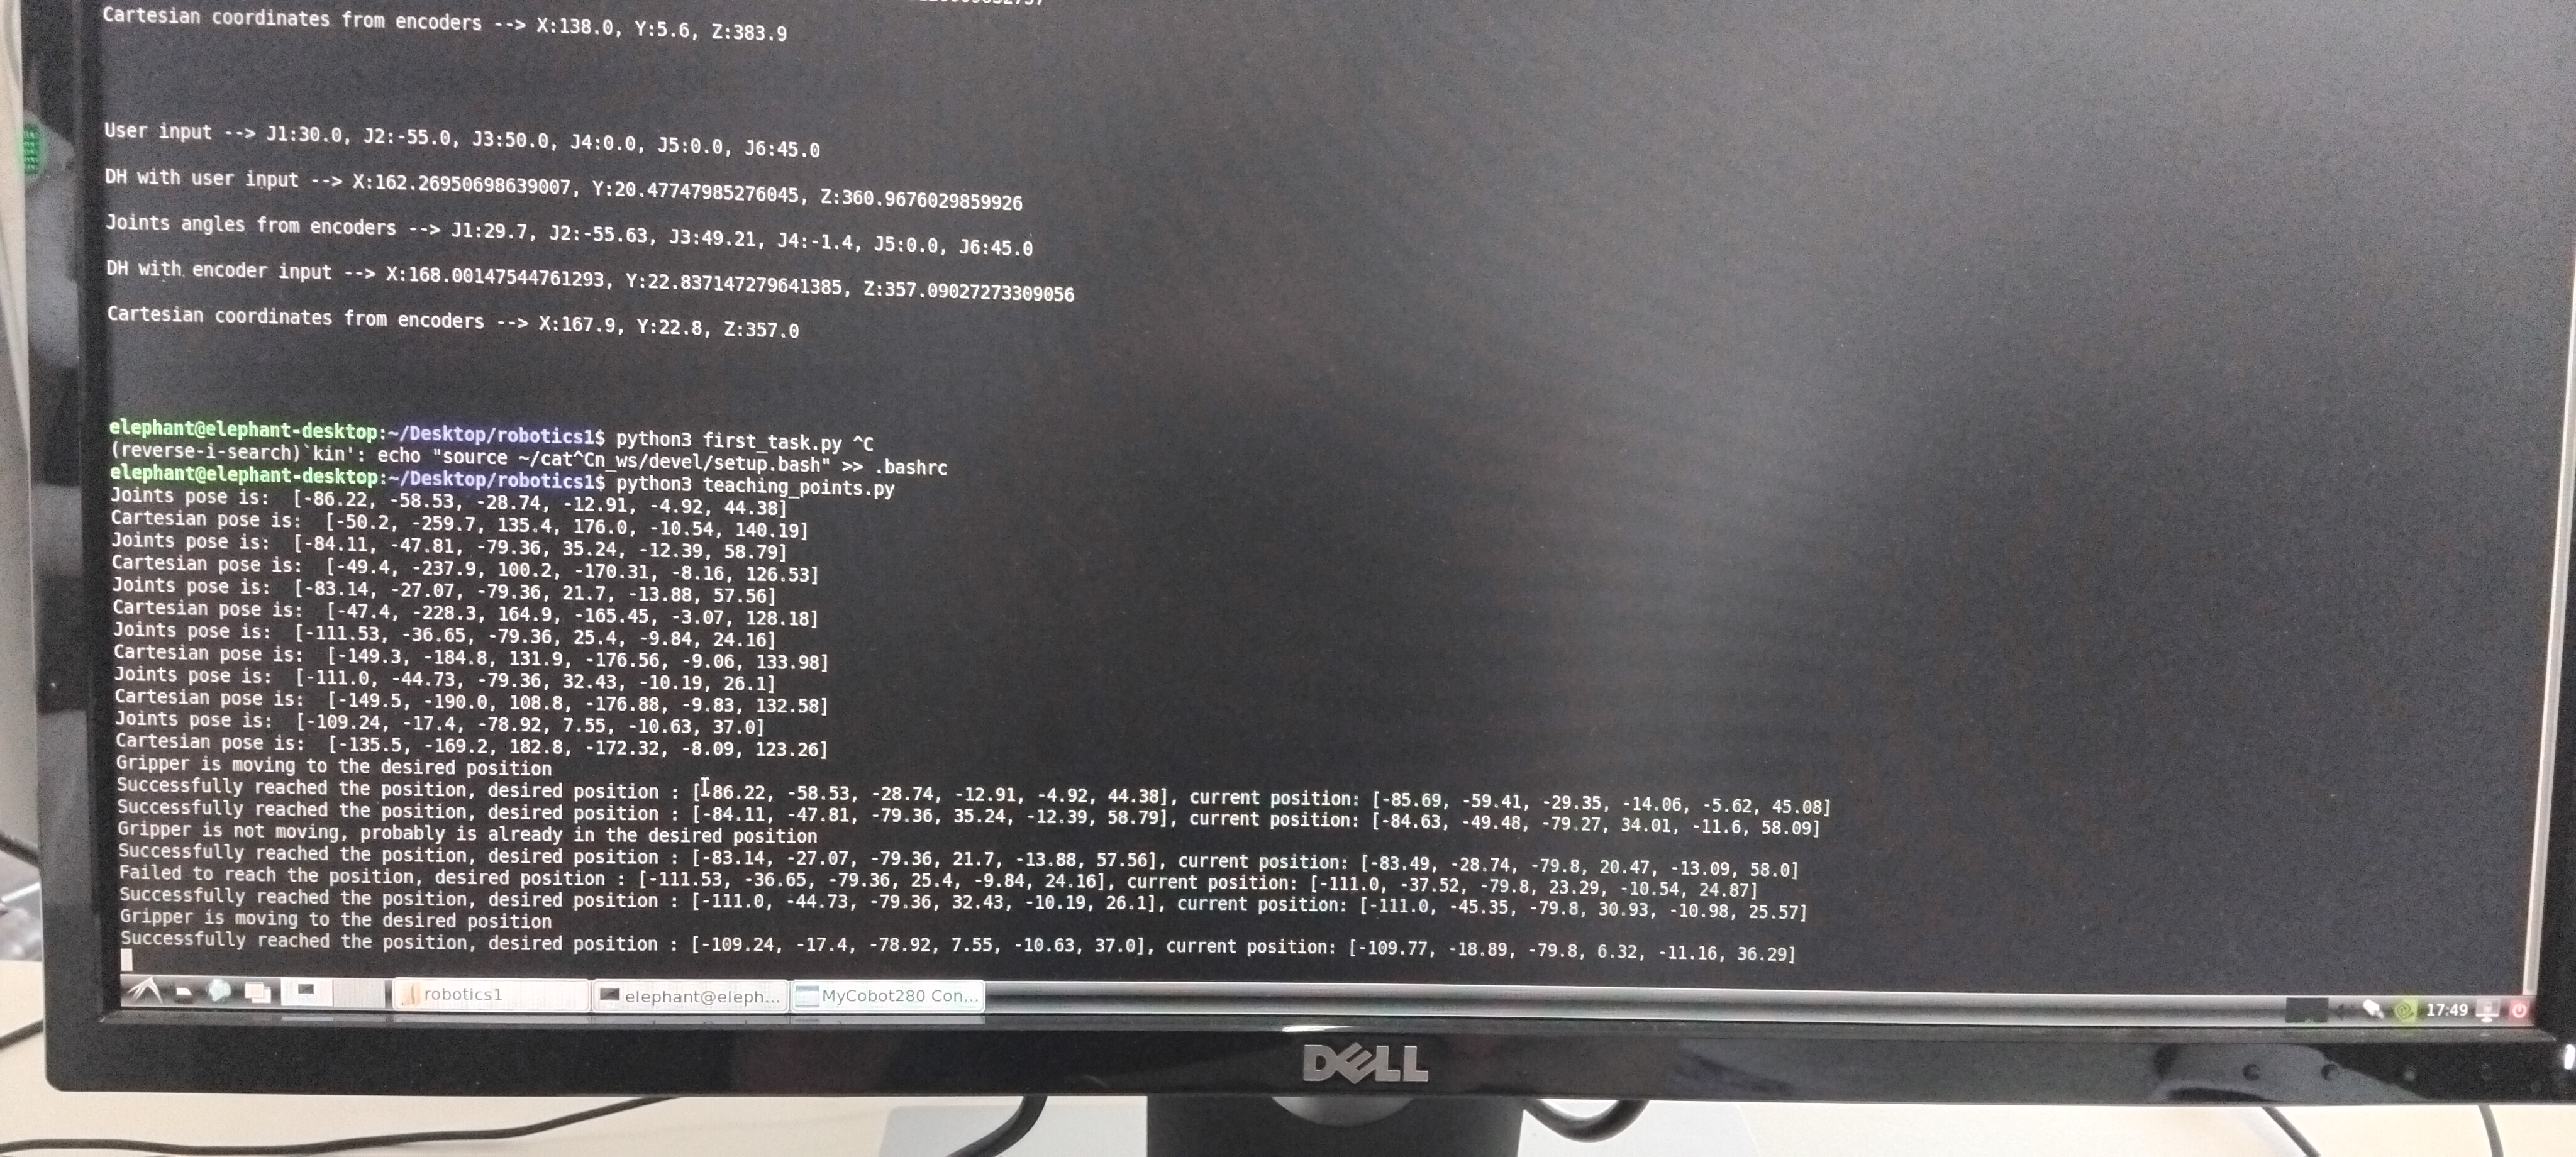 Cartesian coordinates from encoders --> X:138.0, Y:5.6, Z:383.9
User input --> J1:30.0, J2:-55.0, J3:50.0, J4:0.0, J5:0.0, J6:45.0
DH with user input --> X:162.26950698639007, Y:20.47747985276045, Z:360.9676029859926
Joints angles from encoders --> J1:29.7, J2:-55.63, J3:49.21, J4:-1.4, J5:0.0, J6:45.0
DH with encoder input --> X:168.00147544761293, Y:22.837147279641385, Z:357.09027273309056
Cartesian coordinates from encoders --> X:167.9, Y:22.8, Z:357.0
elephant@elephant-desktop:~/Desktop/robotics1$ python3 first_task.py ^C
(reverse-i-search)`kin': echo "source ~/cat^Cn_ws/devel/setup.bash" >> .bashrc
elephant@elephant-desktop:~/Desktop/robotics1$ python3 teaching_points.py
Joints pose is:  [-86.22, -58.53, -28.74, -12.91, -4.92, 44.38]
Cartesian pose is:  [-50.2, -259.7, 135.4, 176.0, -10.54, 140.19]
Joints pose is:  [-84.11, -47.81, -79.36, 35.24, -12.39, 58.79]
Cartesian pose is:  [-49.4, -237.9, 100.2, -170.31, -8.16, 126.53]
Joints pose is:  [-83.14, -27.07, -79.36, 21.7, -13.88, 57.56]
Cartesian pose is:  [-47.4, -228.3, 164.9, -165.45, -3.07, 128.18]
Joints pose is:  [-111.53, -36.65, -79.36, 25.4, -9.84, 24.16]
Cartesian pose is:  [-149.3, -184.8, 131.9, -176.56, -9.06, 133.98]
Joints pose is:  [-111.0, -44.73, -79.36, 32.43, -10.19, 26.1]
Cartesian pose is:  [-149.5, -190.0, 108.8, -176.88, -9.83, 132.58]
Joints pose is:  [-109.24, -17.4, -78.92, 7.55, -10.63, 37.0]
Cartesian pose is:  [-135.5, -169.2, 182.8, -172.32, -8.09, 123.26]
Gripper is moving to the desired position
Successfully reached the position, desired position : [-86.22, -58.53, -28.74, -12.91, -4.92, 44.38], current position: [-85.69, -59.41, -29.35, -14.06, -5.62, 45.08]
Successfully reached the position, desired position : [-84.11, -47.81, -79.36, 35.24, -12.39, 58.79], current position: [-84.63, -49.48, -79.27, 34.01, -11.6, 58.09]
Gripper is not moving, probably is already in the desired position
Successfully reached the position, desired position : [-83.14, -27.07, -79.36, 21.7, -13.88, 57.56], current position: [-83.49, -28.74, -79.8, 20.47, -13.09, 58.0]
Failed to reach the position, desired position : [-111.53, -36.65, -79.36, 25.4, -9.84, 24.16], current position: [-111.0, -37.52, -79.8, 23.29, -10.54, 24.87]
Successfully reached the position, desired position : [-111.0, -44.73, -79.36, 32.43, -10.19, 26.1], current position: [-111.0, -45.35, -79.8, 30.93, -10.98, 25.57]
Gripper is moving to the desired position
Successfully reached the position, desired position : [-109.24, -17.4, -78.92, 7.55, -10.63, 37.0], current position: [-109.77, -18.89, -79.8, 6.32, -11.16, 36.29]
robotics1 elephant@eleph... MyCobot280 Con... 17:49
DELL